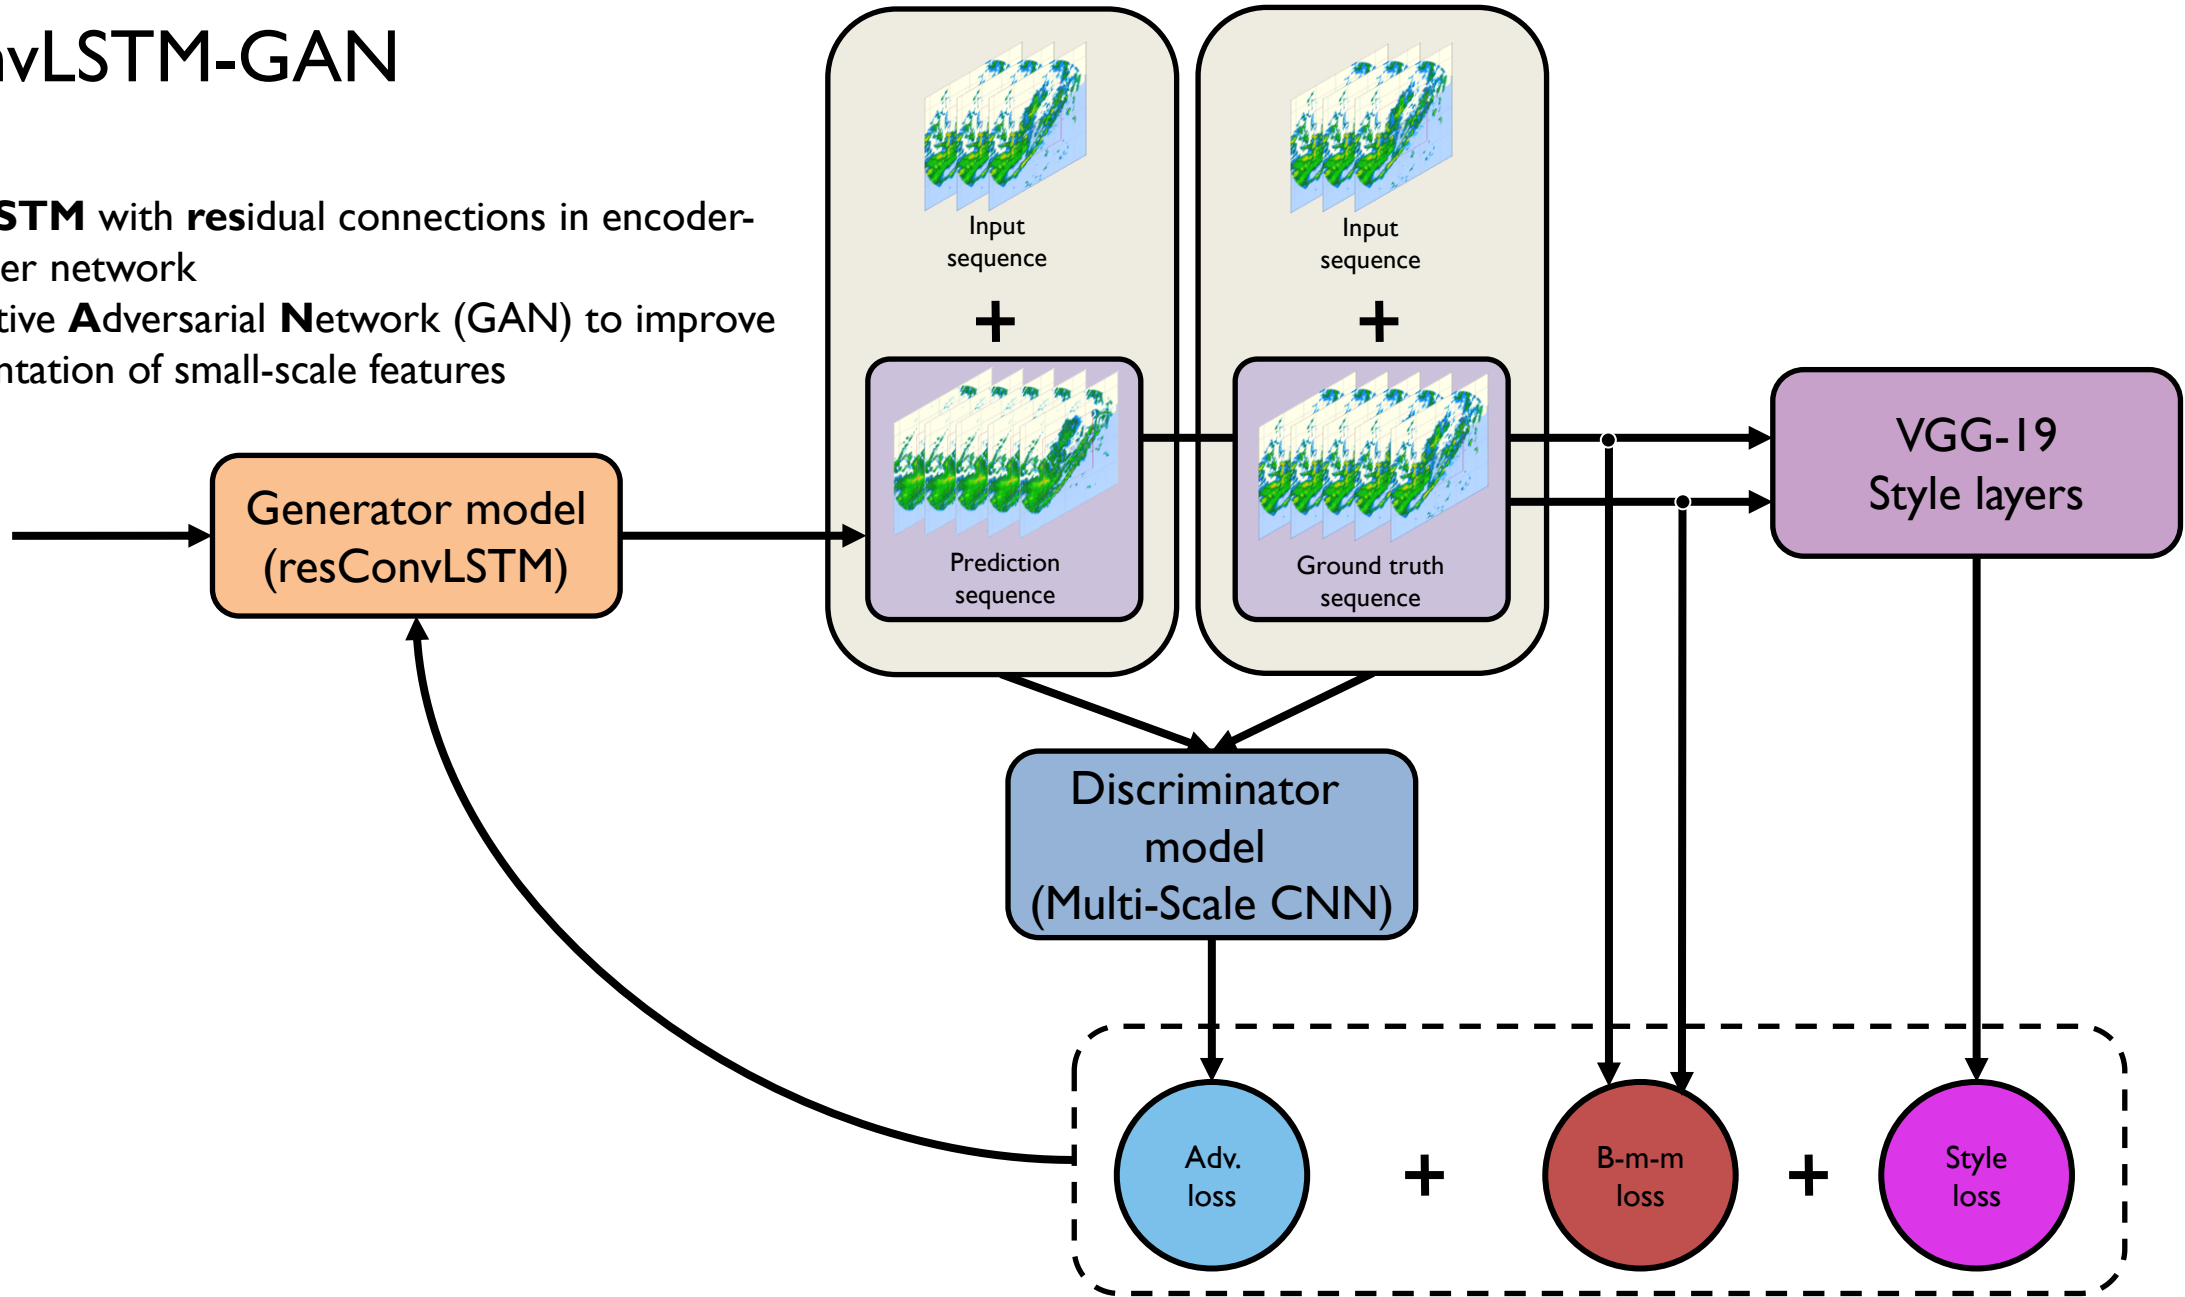 nvLSTM-GAN
STM with residual connections in encoder-
er network
tive Adversarial Network (GAN) to improve
ntation of small-scale features
Input
sequence
+
Prediction
sequence
Input
sequence
+
Ground truth
sequence
VGG-19
Style layers
Generator model
(resConvLSTM)
Discriminator
model
(Multi-Scale CNN)
Adv.
loss
+
B-m-m
loss
+
Style
loss